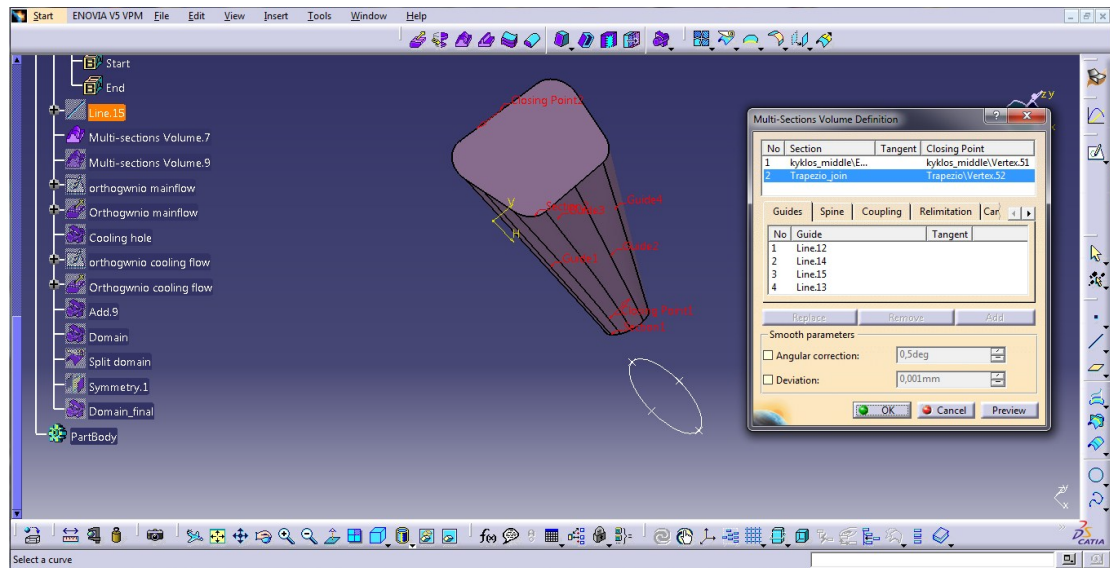 Start ENOVIA V5 VPM File Edit View Insert Tools Window Help
Start
End
Line.15
Multi-sections Volume.7
Multi-sections Volume.9
orthogwnio mainflow
Orthogwnio mainflow
Cooling hole
orthogwnio cooling flow
Orthogwnio cooling flow
Add.9
Domain
Split domain
Symmetry.1
Domain_final
PartBody
Guide4
Guide2
V
H
z y
Multi-Sections Volume Definition
No Section Tangent Closing Point
1 kyklos_middle\E... kyklos_middle\Vertex.51
2 Trapezio_join Trapezio\Vertex.52
Guides Spine Coupling Relimitation
No Guide Tangent
1 Line.12
2 Line.14
3 Line.15
4 Line.13
Replace Remove Add
Smooth parameters
Angular correction: 0,5deg
Deviation: 0,001mm
OK Cancel Preview
f(x)
CATIA
Select a curve